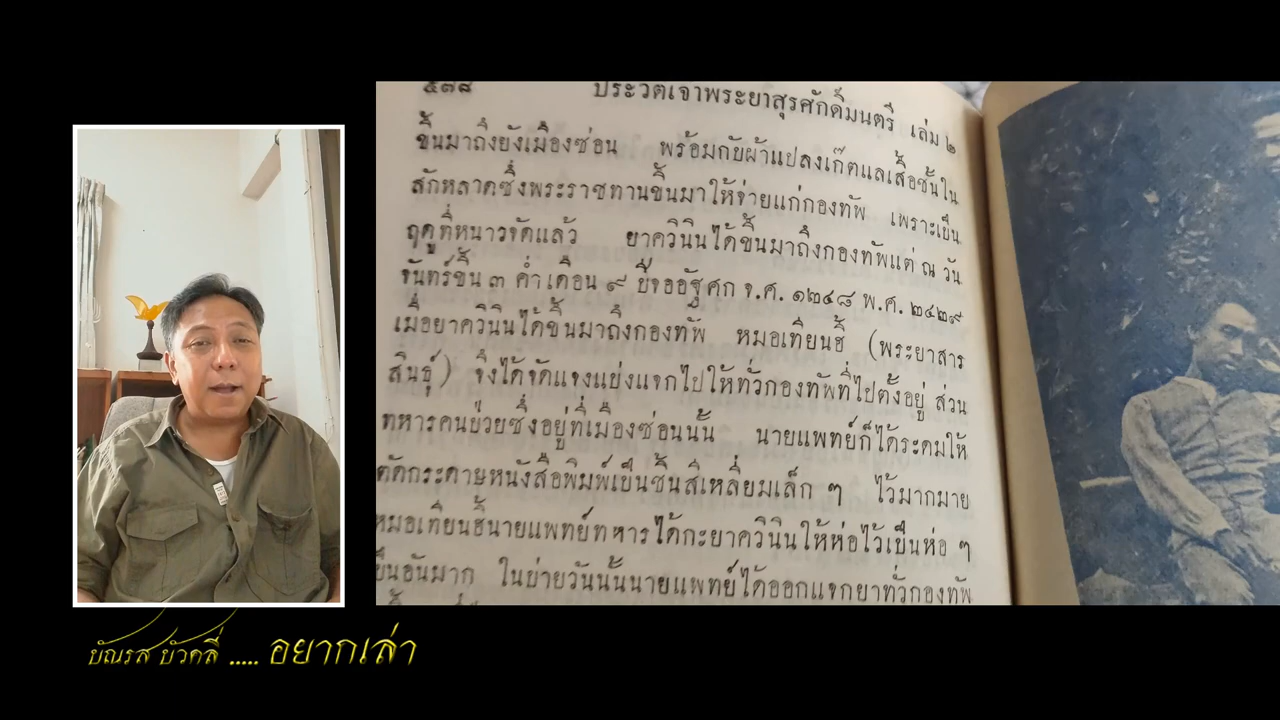 ๕๓๘ ประวัติเจ้าพระยาสุรศักดิ์มนตรี เล่ม ๒
ขึ้นมาถึงยังเมืองซ่อน พร้อมกับผ้าแปลงเก๊ตแลเสื้อชั้นใน
สักหลาดซึ่งพระราชทานขึ้นมาให้จ่ายแก่กองทัพ เพราะเป็น
ฤดูที่หนาวจัดแล้ว ยาควินินได้ขึ้นมาถึงกองทัพแต่ ณ วัน
จันทร์ขึ้น ๓ ค่ำ เดือน ๙ ปีจออัฐศก จ.ศ. ๑๒๔๘ พ.ศ. ๒๔๒๙
เมื่อยาควินินได้ขึ้นมาถึงกองทัพ หมอเทียนฮี้ (พระยาสาร
สินธุ์) จึงได้จัดแจงแบ่งแจกไปให้ทั่วกองทัพที่ไปตั้งอยู่ ส่วน
ทหารคนป่วยซึ่งอยู่ที่เมืองซ่อนนั้น นายแพทย์ก็ได้ระดมให้
ตัดกระดาษหนังสือพิมพ์เป็นชิ้นสี่เหลี่ยมเล็ก ๆ ไว้มากมาย
หมอเทียนฮี้นายแพทย์ทหารได้กะยาควินินให้ห่อไว้เป็นห่อ ๆ
เป็นอันมาก ในบ่ายวันนั้นนายแพทย์ได้ออกแจกยาทั่วกองทัพ
บัณรส บัวคลี่ ..... อยากเล่า